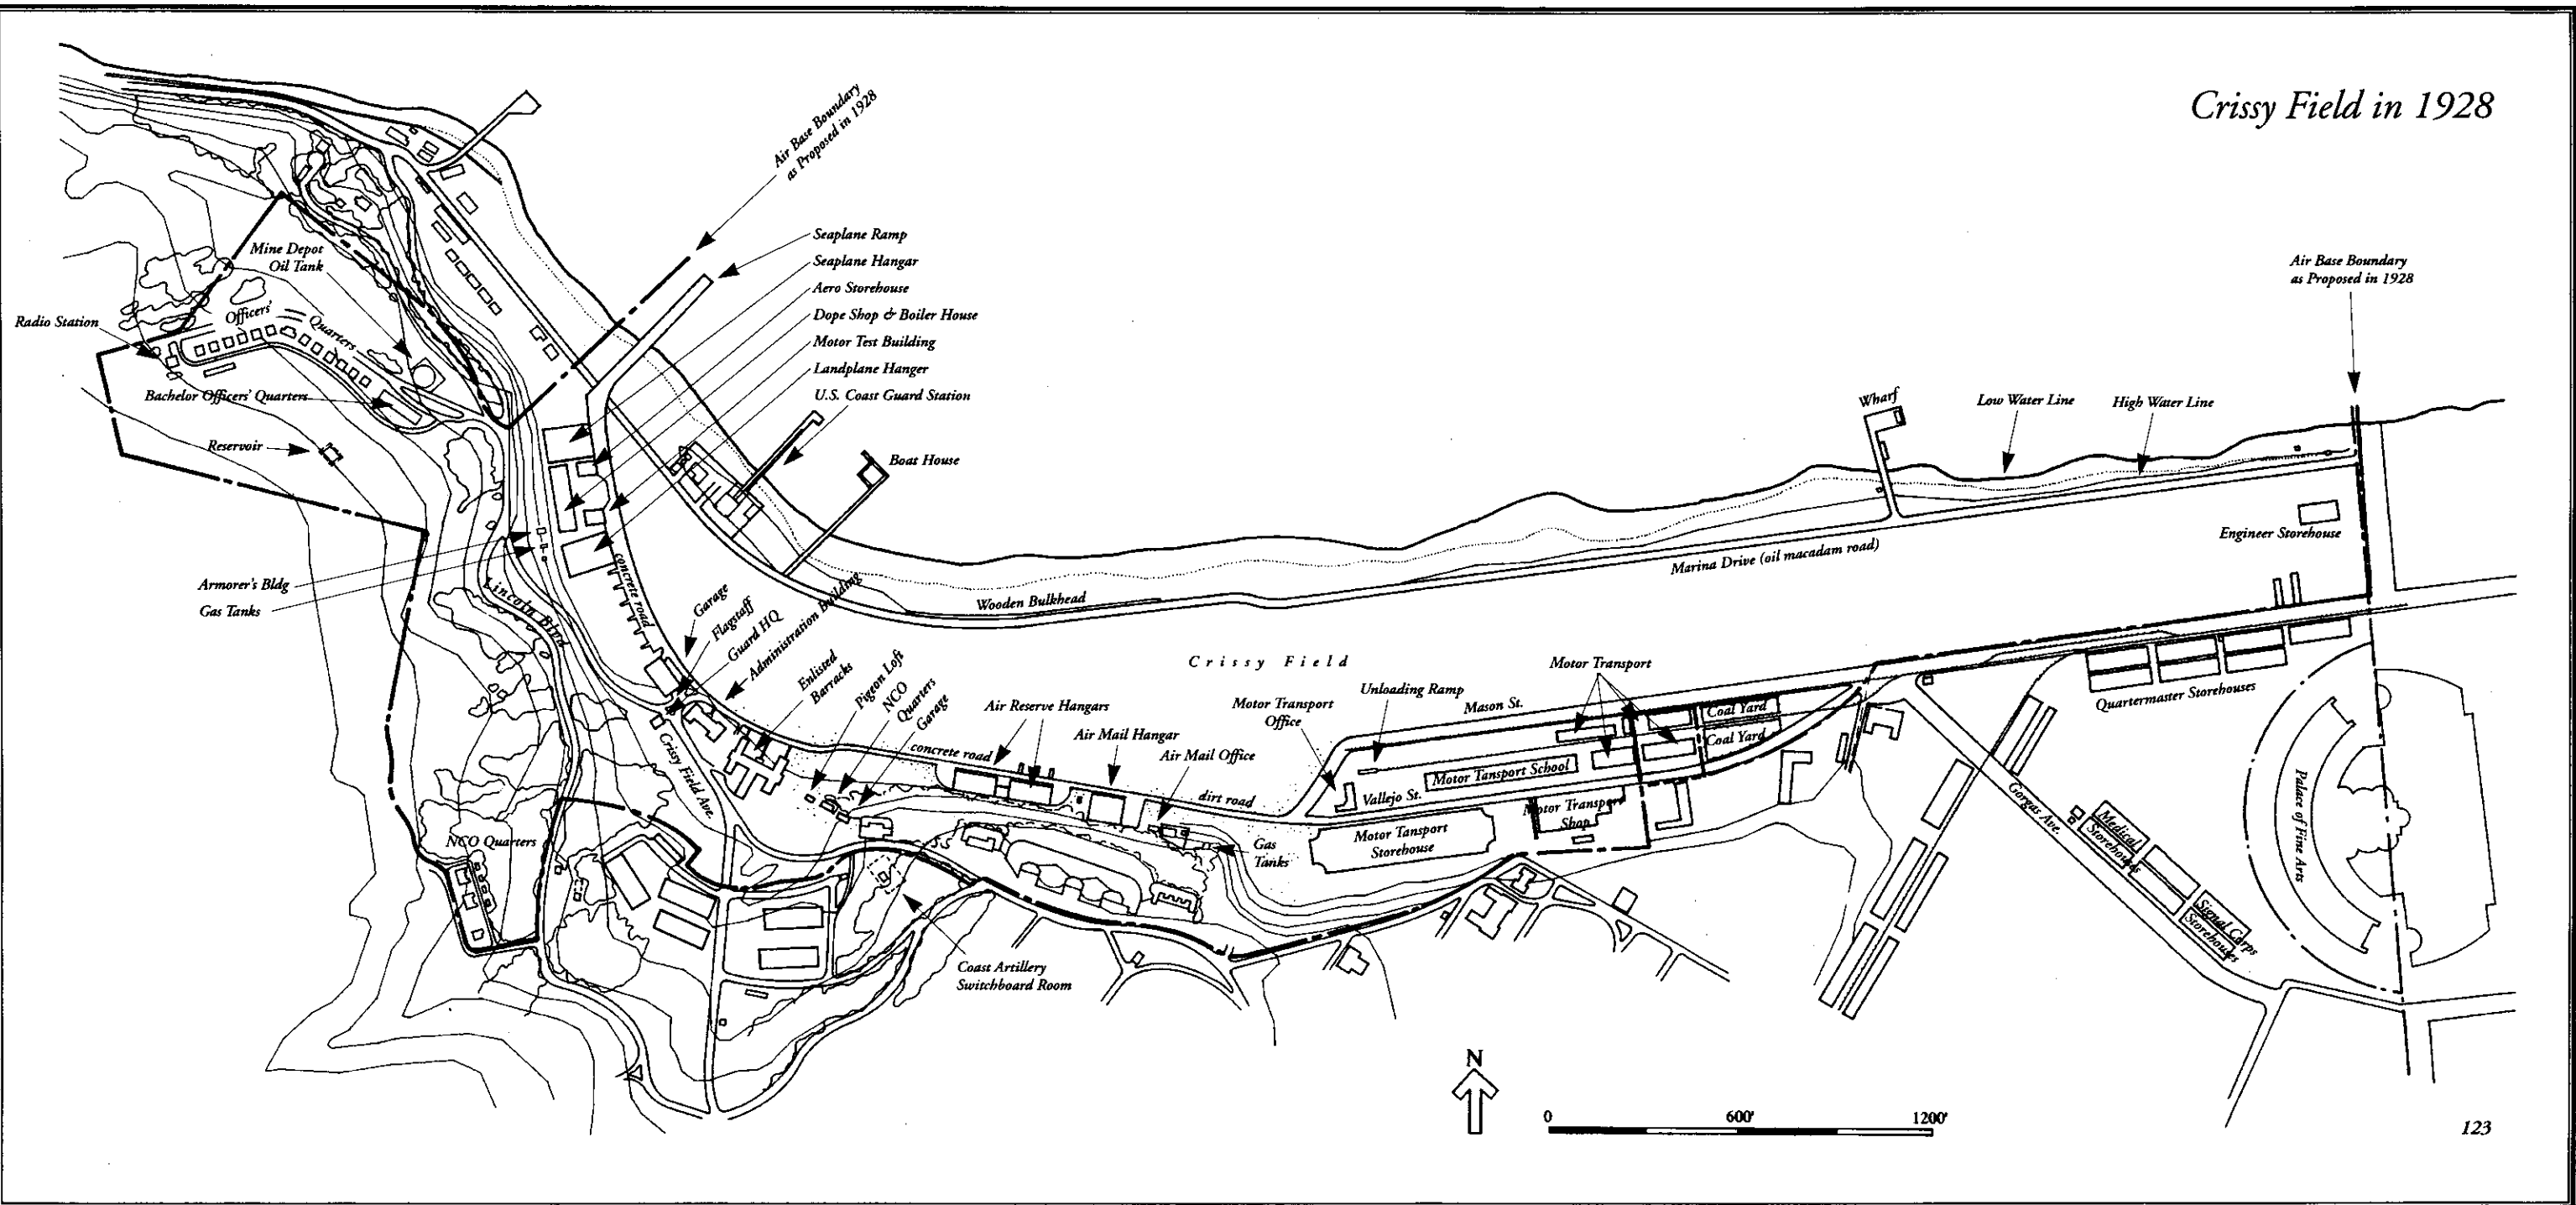 Crissy Field in 1928
Air Base Boundary
as Proposed in 1928
Seaplane Ramp
Seaplane Hangar
Aero Storehouse
Dope Shop & Boiler House
Motor Test Building
Landplane Hanger
U.S. Coast Guard Station
Boat House
Mine Depot
Oil Tank
Officers'
Quarters
Radio Station
Bachelor Officers' Quarters
Reservoir
Armorer's Bldg
Gas Tanks
Lincoln Blvd
concrete road
Garage
Flagstaff
Guard HQ
Administration Building
Enlisted
Barracks
Pigeon Loft
NCO
Quarters
Garage
Crissy Field Ave.
NCO Quarters
Wooden Bulkhead
Marina Drive (oil macadam road)
Wharf
Low Water Line
High Water Line
Air Base Boundary
as Proposed in 1928
Engineer Storehouse
Crissy Field
concrete road
Air Reserve Hangars
Air Mail Hangar
Air Mail Office
dirt road
Gas
Tanks
Motor Transport
Office
Unloading Ramp
Mason St.
Motor Transport
Coal Yard
Coal Yard
Motor Tansport School
Vallejo St.
Motor Transport
Shop
Motor Tansport
Storehouse
Quartermaster Storehouses
Gorgas Ave.
Medical
Storehouses
Signal Corps
Storehouses
Palace of Fine Arts
Coast Artillery
Switchboard Room
N
0 600' 1200'
123